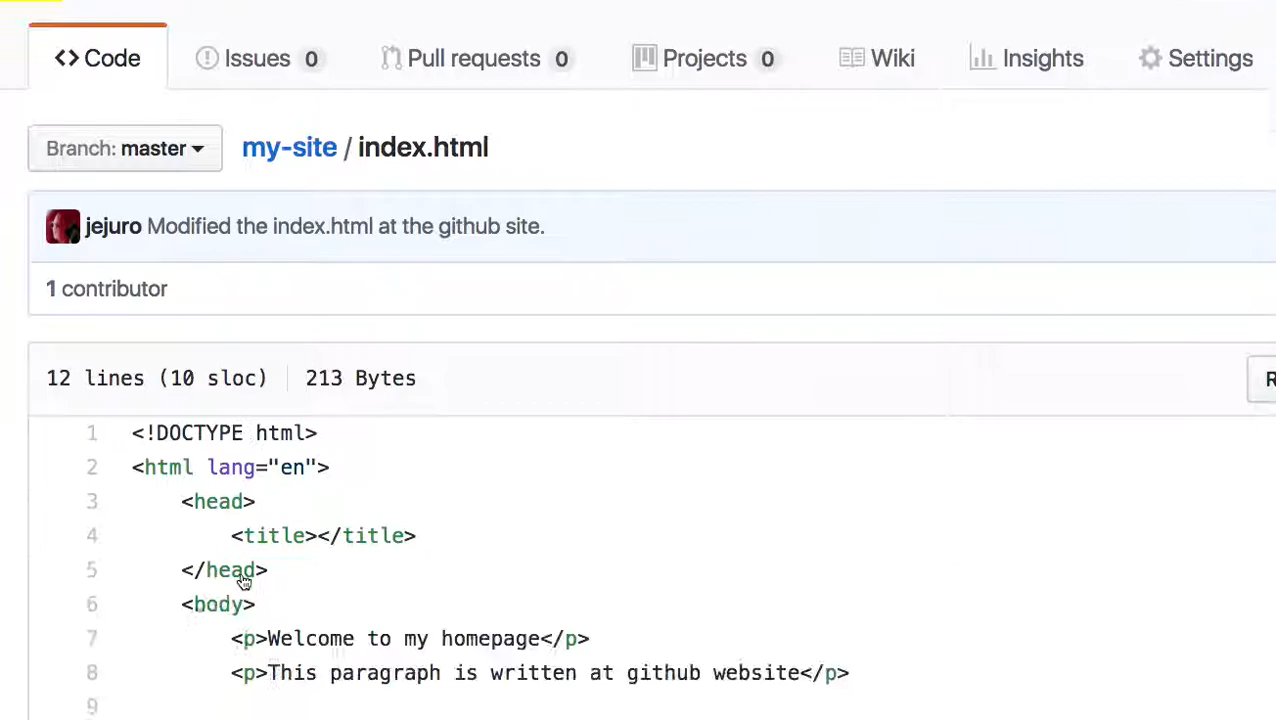 Code Issues 0 Pull requests 0 Projects 0 Wiki Insights Settings
Branch: master my-site / index.html
jejuro Modified the index.html at the github site.
1 contributor
12 lines (10 sloc) 213 Bytes R
1 <!DOCTYPE html>
2 <html lang="en">
3 <head>
4 <title></title>
5 </head>
6 <body>
7 <p>Welcome to my homepage</p>
8 <p>This paragraph is written at github website</p>
9